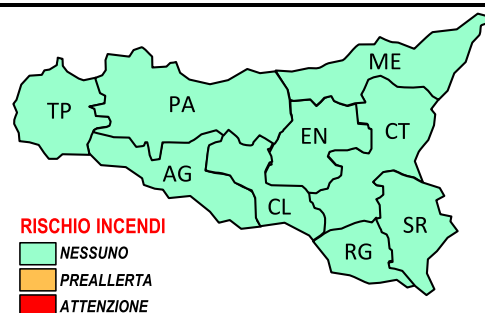 ME
TP
PA
EN
CT
AG
CL
SR
RG
RISCHIO INCENDI
NESSUNO
PREALLERTA
ATTENZIONE